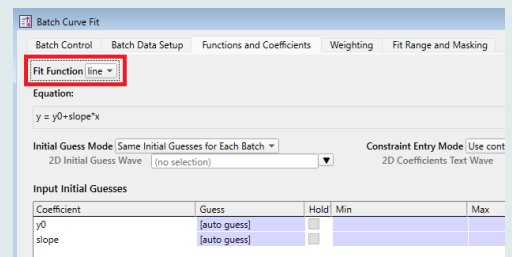 Batch Curve Fit
Batch Control Batch Data Setup Functions and Coefficients Weighting Fit Range and Masking
Fit Function line
Equation:
y = y0+slope*x
Initial Guess Mode Same Initial Guesses for Each Batch Constraint Entry Mode Use cont
2D Initial Guess Wave (no selection) 2D Coefficients Text Wave
Input Initial Guesses
Coefficient Guess Hold? Min Max
y0 [auto guess]
slope [auto guess]